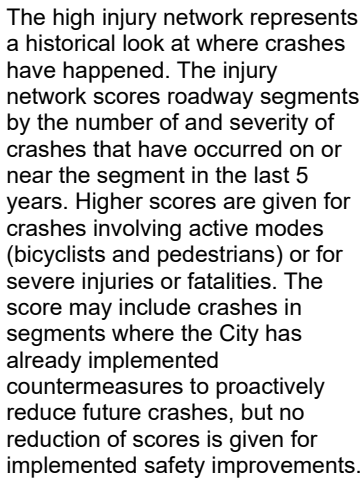 The high injury network represents
a historical look at where crashes
have happened. The injury
network scores roadway segments
by the number of and severity of
crashes that have occurred on or
near the segment in the last 5
years. Higher scores are given for
crashes involving active modes
(bicyclists and pedestrians) or for
severe injuries or fatalities. The
score may include crashes in
segments where the City has
already implemented
countermeasures to proactively
reduce future crashes, but no
reduction of scores is given for
implemented safety improvements.